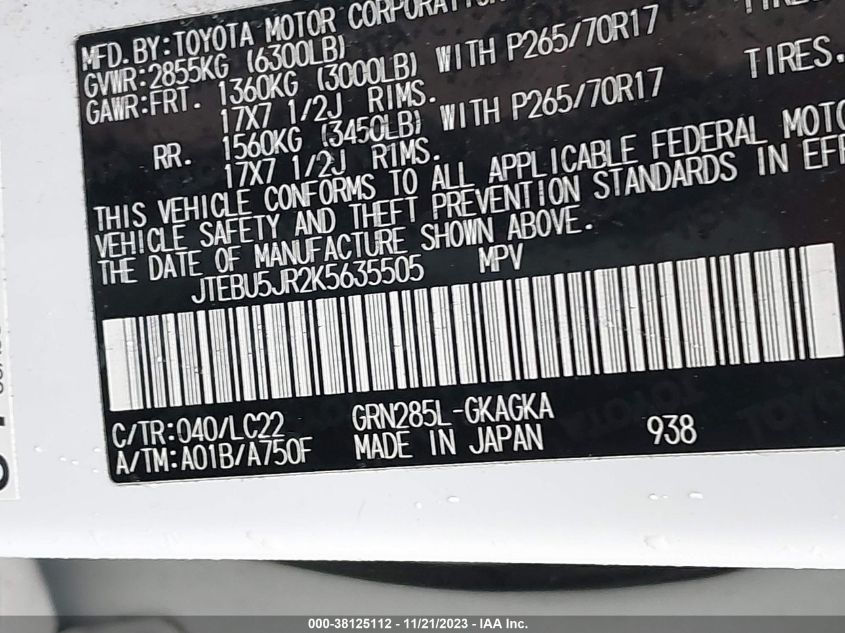 MFD. BY: TOYOTA MOTOR CORPORATION
GVWR: 2855KG (6300LB)
GAWR: FRT. 1360KG (3000LB) WITH P265/70R17
17X7 1/2J RIMS.
RR. 1560KG (3450LB) WITH P265/70R17 TIRES.
17X7 1/2J RIMS.
THIS VEHICLE CONFORMS TO ALL APPLICABLE FEDERAL MOTO
VEHICLE SAFETY AND THEFT PREVENTION STANDARDS IN EFF
THE DATE OF MANUFACTURE SHOWN ABOVE.
JTEBU5JR2K5635505 MPV
C/TR: 040/LC22 GRN285L-GKAGKA
A/TM: A01B/A750F MADE IN JAPAN 938
000-38125112 - 11/21/2023 - IAA Inc.